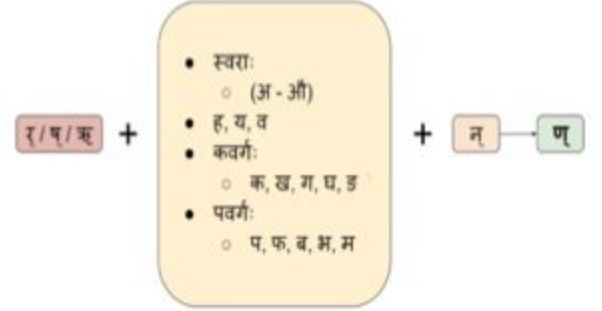 स्वराः
(अ - औ)
ह, य, व
र् / ष् / ऋ + + न् ण्
कवर्गः
क, ख, ग, घ, ङ
पवर्गः
प, फ, ब, भ, म